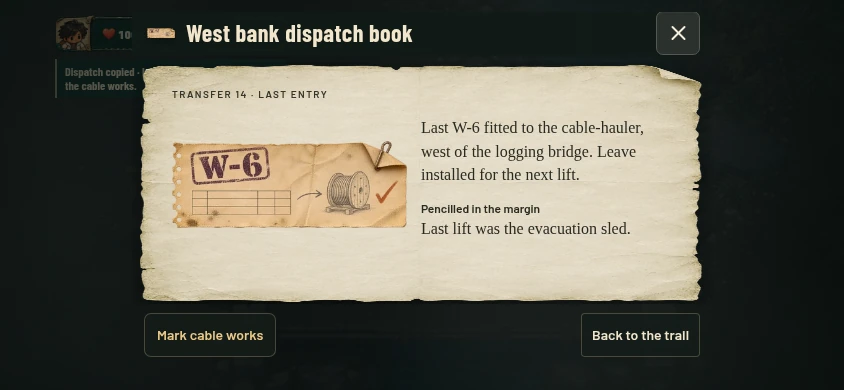 West bank dispatch book
100
Dispatch copied ·
the cable works.
TRANSFER 14 · LAST ENTRY
W-6
Last W-6 fitted to the cable-hauler,
west of the logging bridge. Leave
installed for the next lift.
Pencilled in the margin
Last lift was the evacuation sled.
Mark cable works
Back to the trail